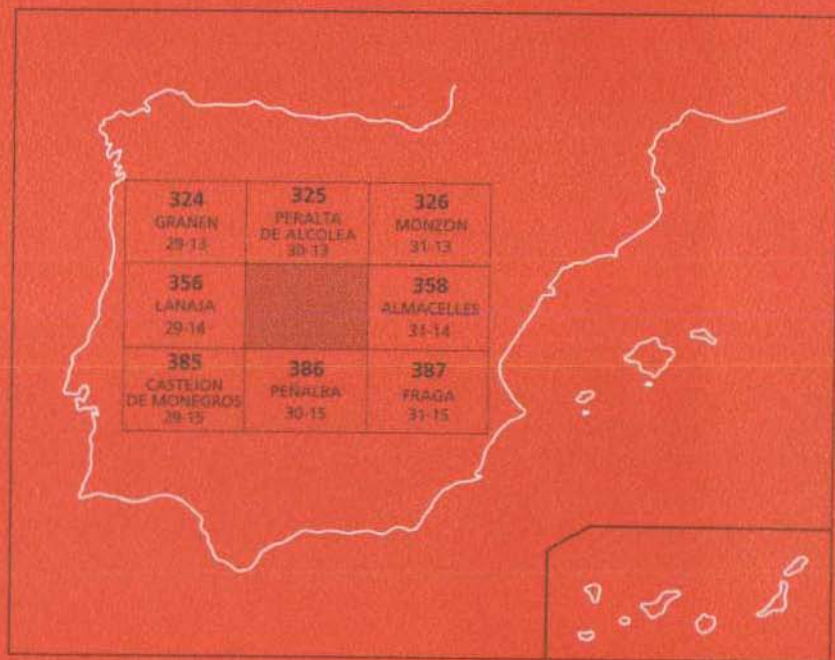 324
GRAÑEN
29-13
325
PERALTA
DE ALCOLEA
30-13
326
MONZON
31-13
356
LANAJA
29-14
358
ALMACELLES
31-14
385
CASTEJON
DE MONEGROS
29-15
386
PEÑALBA
30-15
387
FRAGA
31-15